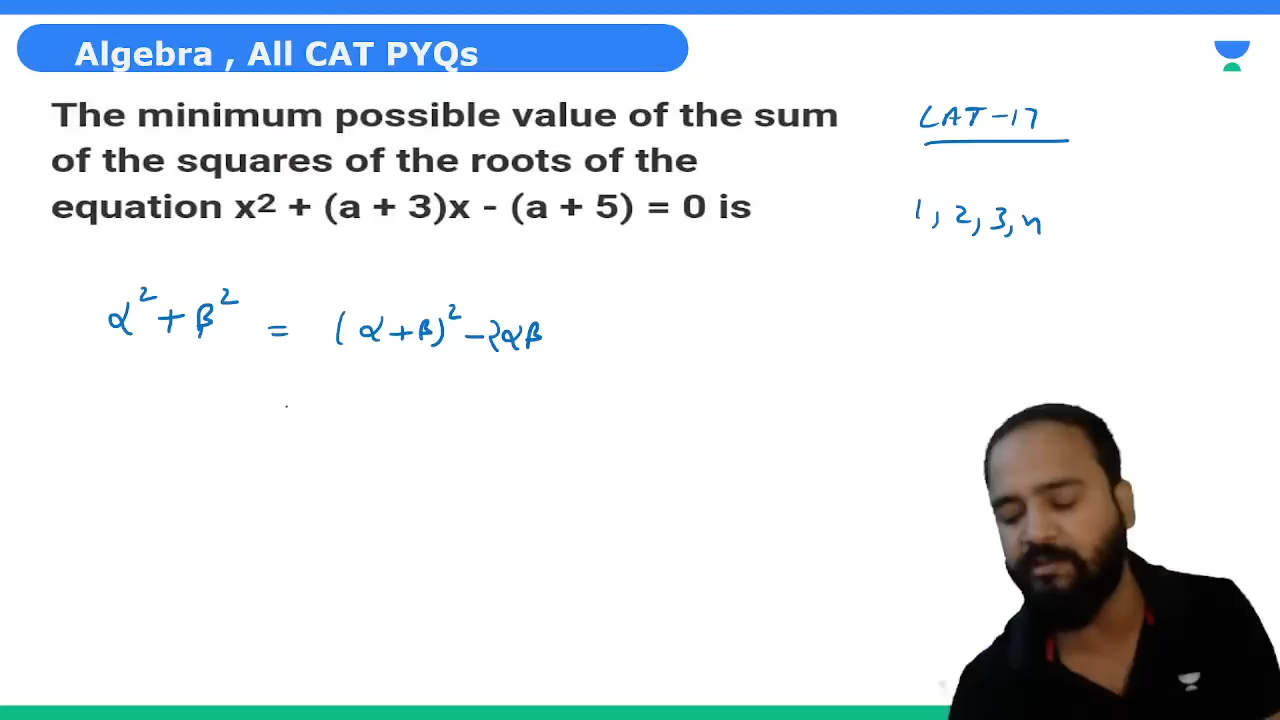 Algebra , All CAT PYQs
The minimum possible value of the sum
of the squares of the roots of the
equation x2 + (a + 3)x - (a + 5) = 0 is
CAT-17
1, 2, 3, 4
α² + β² = (α+β)² - 2αβ